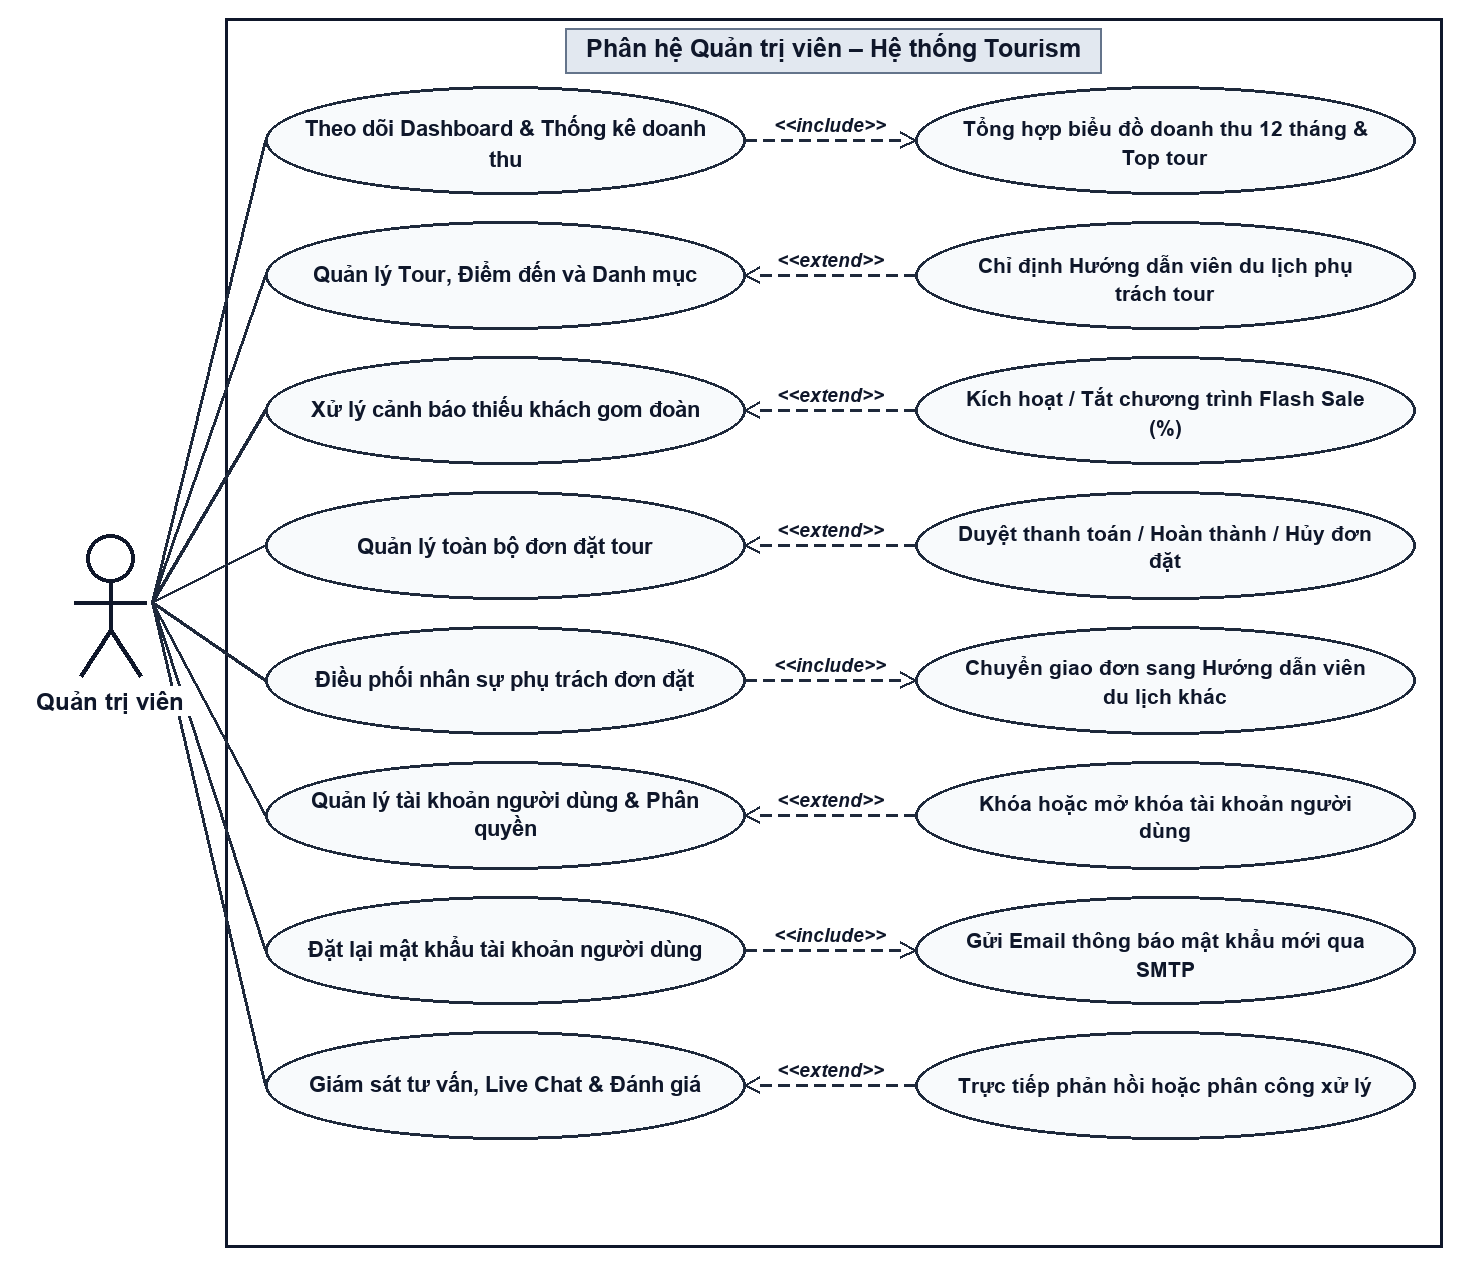 Phân hệ Quản trị viên – Hệ thống Tourism
Theo dõi Dashboard & Thống kê doanh
thu
<<include>>
Tổng hợp biểu đồ doanh thu 12 tháng &
Top tour
Quản lý Tour, Điểm đến và Danh mục
<<extend>>
Chỉ định Hướng dẫn viên du lịch phụ
trách tour
Xử lý cảnh báo thiếu khách gom đoàn
<<extend>>
Kích hoạt / Tắt chương trình Flash Sale
(%)
Quản lý toàn bộ đơn đặt tour
<<extend>>
Duyệt thanh toán / Hoàn thành / Hủy đơn
đặt
Điều phối nhân sự phụ trách đơn đặt
<<include>>
Chuyển giao đơn sang Hướng dẫn viên
du lịch khác
Quản trị viên
Quản lý tài khoản người dùng & Phân
quyền
<<extend>>
Khóa hoặc mở khóa tài khoản người
dùng
Đặt lại mật khẩu tài khoản người dùng
<<include>>
Gửi Email thông báo mật khẩu mới qua
SMTP
Giám sát tư vấn, Live Chat & Đánh giá
<<extend>>
Trực tiếp phản hồi hoặc phân công xử lý